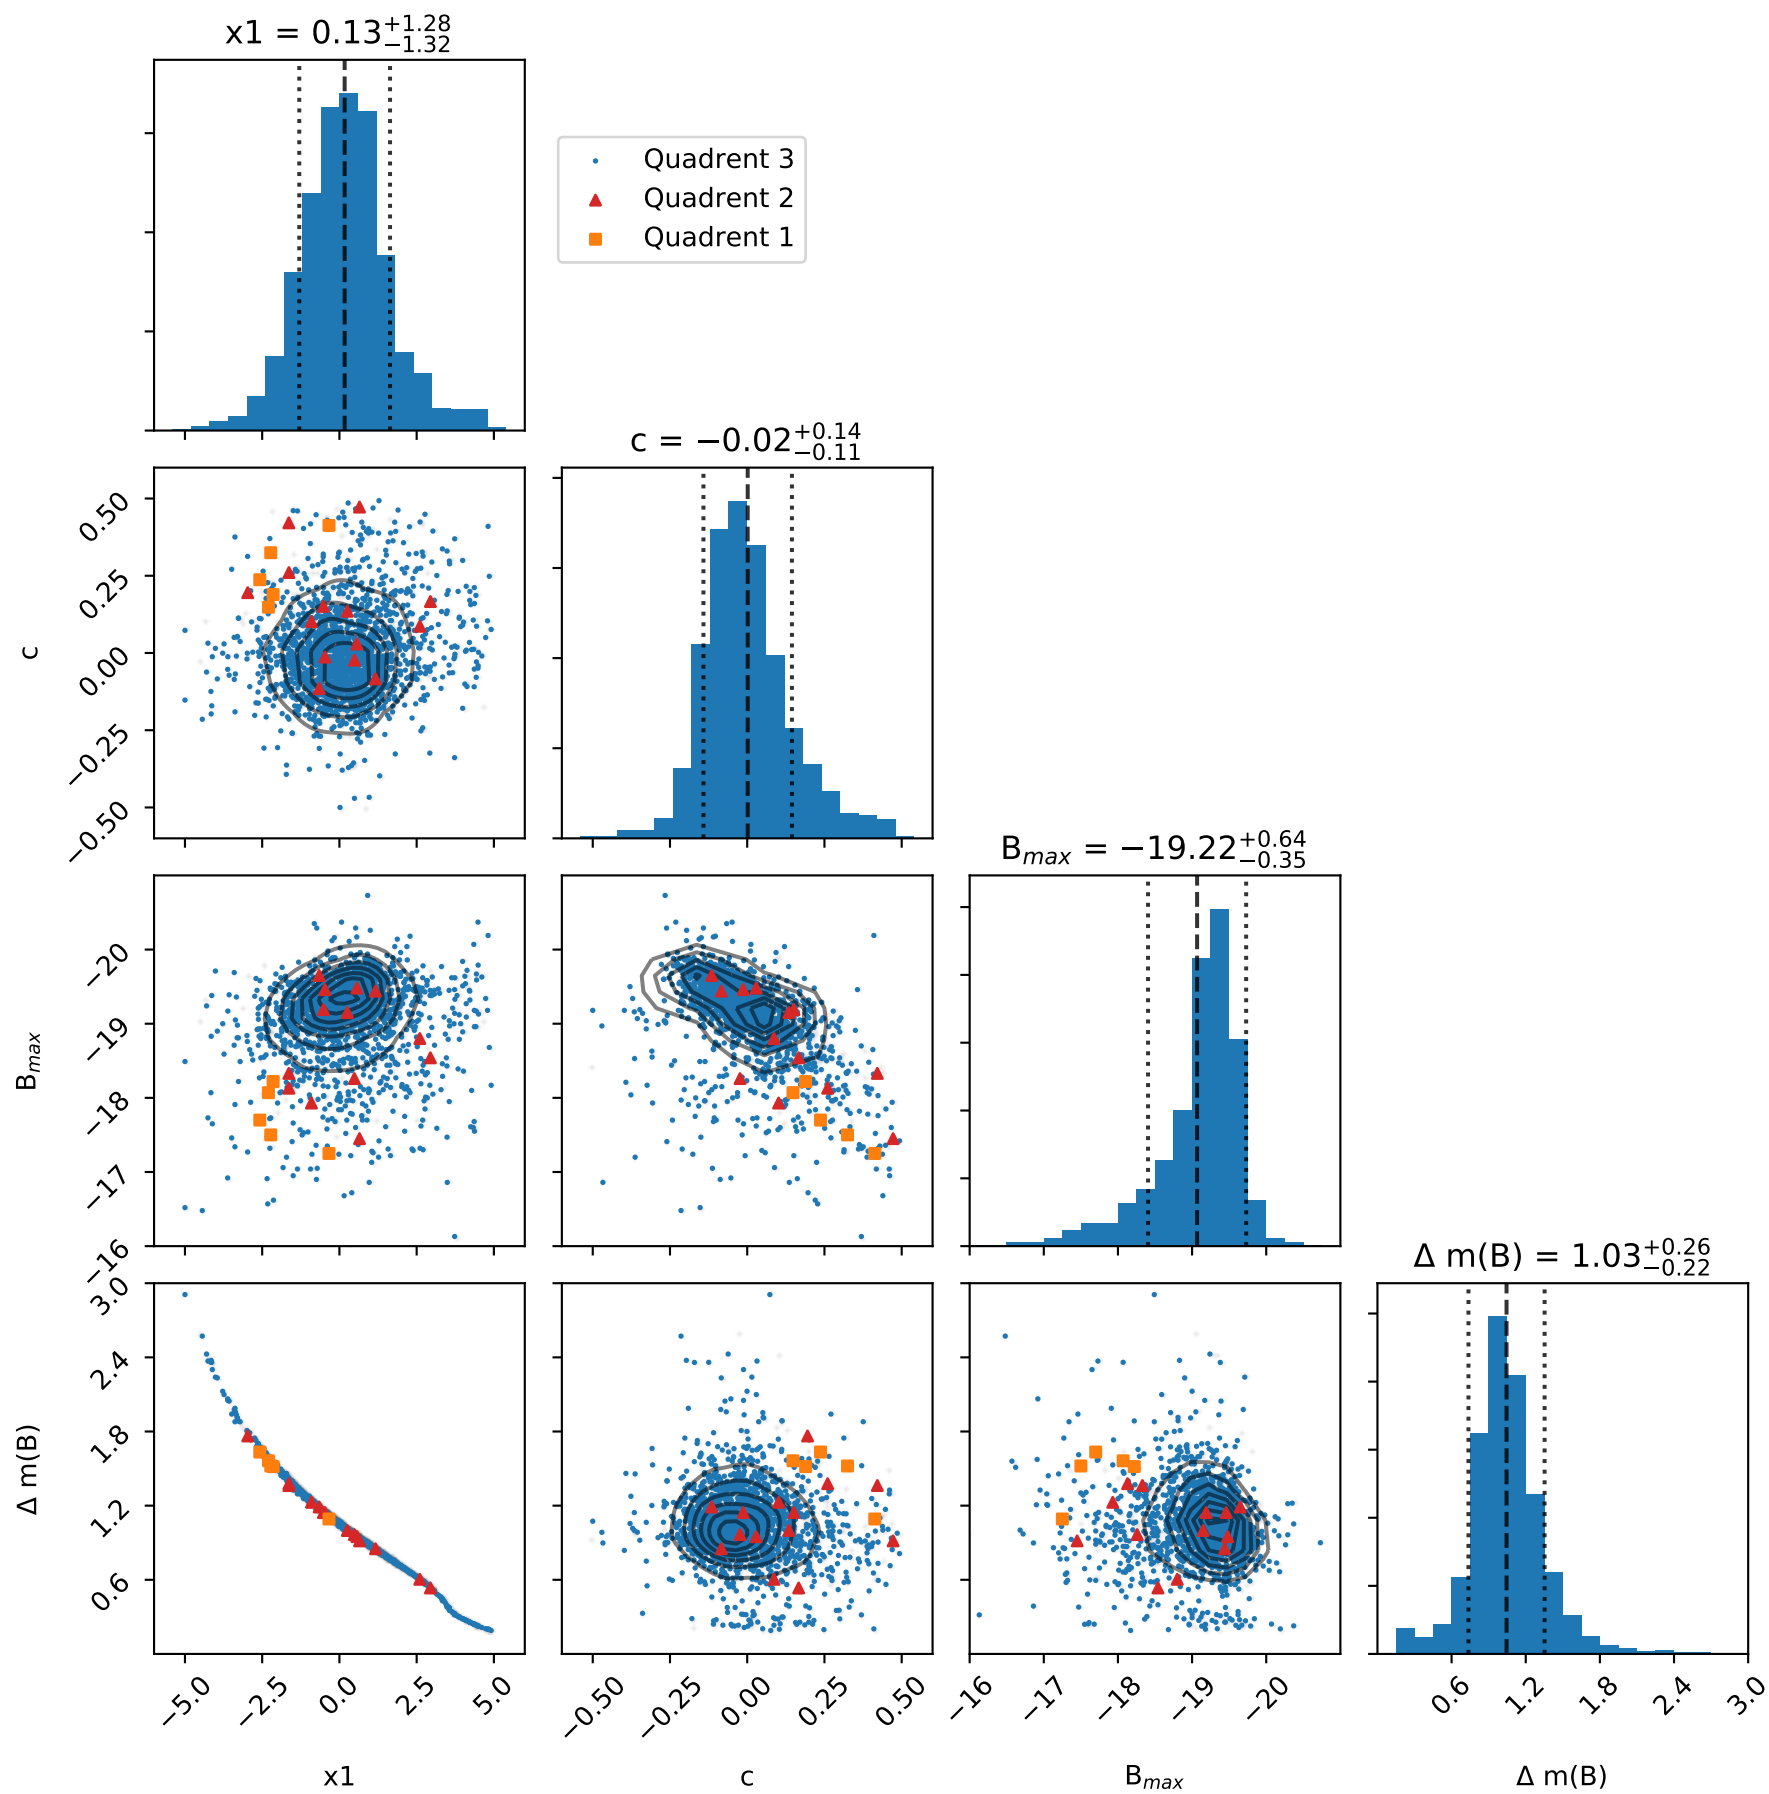 x1 = 0.13+1.28−1.32
Quadrent 3
Quadrent 2
Quadrent 1
c = −0.02+0.14−0.11
0.50
0.25
0.00
−0.25
−0.50
c
Bmax = −19.22+0.64−0.35
−20
−19
−18
−17
−16
Bmax
Δ m(B) = 1.03+0.26−0.22
3.0
2.4
1.8
1.2
0.6
Δ m(B)
−5.0 −2.5 0.0 2.5 5.0 −0.50 −0.25 0.00 0.25 0.50 −16 −17 −18 −19 −20 0.6 1.2 1.8 2.4 3.0
x1 c Bmax Δ m(B)